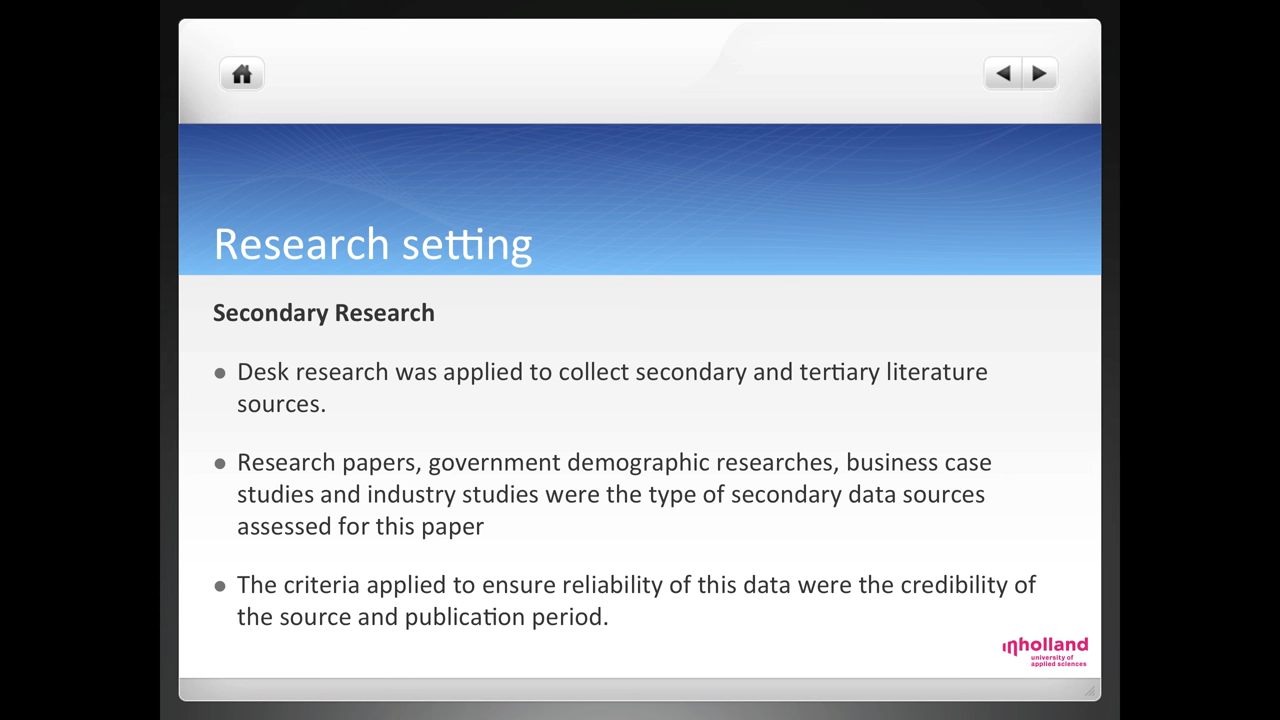 Research setting
Secondary Research
● Desk research was applied to collect secondary and tertiary literature
sources.
● Research papers, government demographic researches, business case
studies and industry studies were the type of secondary data sources
assessed for this paper
● The criteria applied to ensure reliability of this data were the credibility of
the source and publication period.
inholland
university of
applied sciences